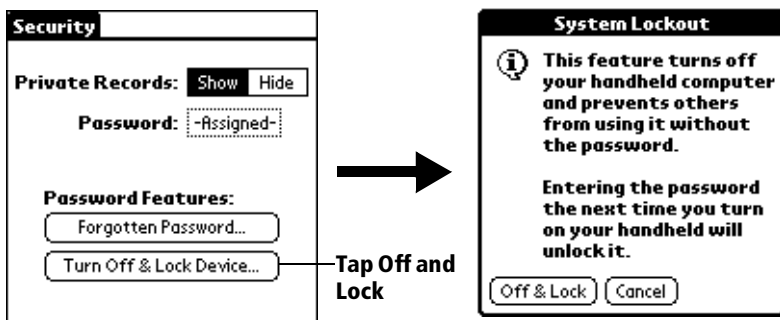 Security
Private Records: Show Hide
Password: -Assigned-
Password Features:
Forgotten Password...
Turn Off & Lock Device...
Tap Off and
Lock
System Lockout
This feature turns off
your handheld computer
and prevents others
from using it without
the password.
Entering the password
the next time you turn
on your handheld will
unlock it.
Off & Lock Cancel